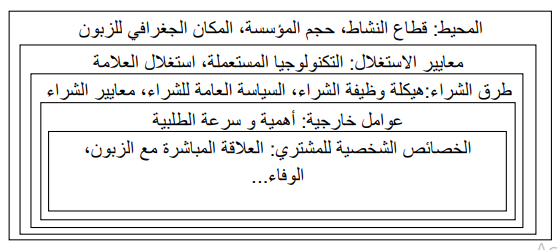 المحيط: قطاع النشاط، حجم المؤسسة، المكان الجغرافي للزبون
معايير الاستغلال: التكنولوجيا المستعملة، استغلال العلامة
طرق الشراء:هيكلة وظيفة الشراء، السياسة العامة للشراء، معايير الشراء
عوامل خارجية: أهمية و سرعة الطلبية
الخصائص الشخصية للمشتري: العلاقة المباشرة مع الزبون،
الوفاء...